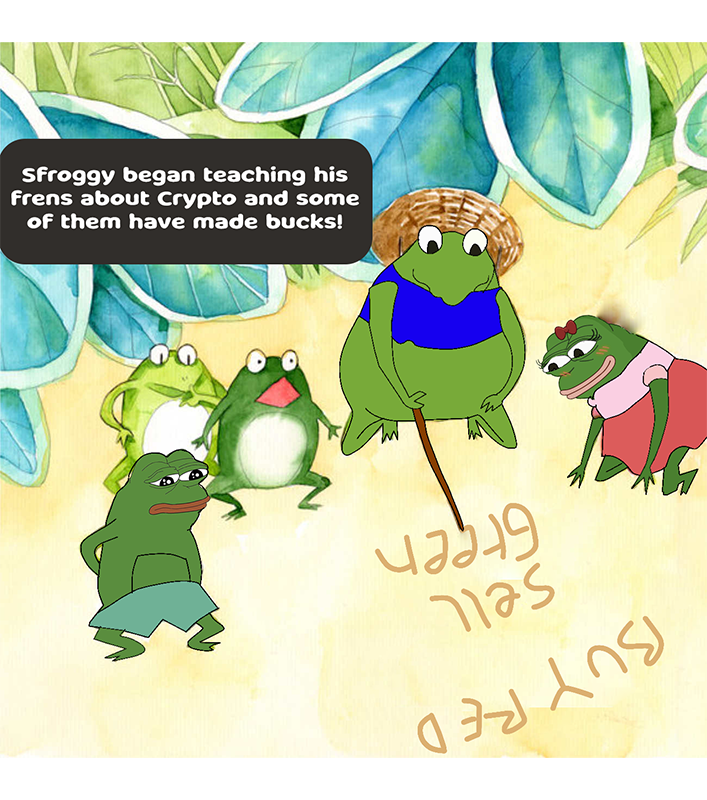 Sfroggy began teaching his
frens about Crypto and some
of them have made bucks!
BUY RED
sell
Green